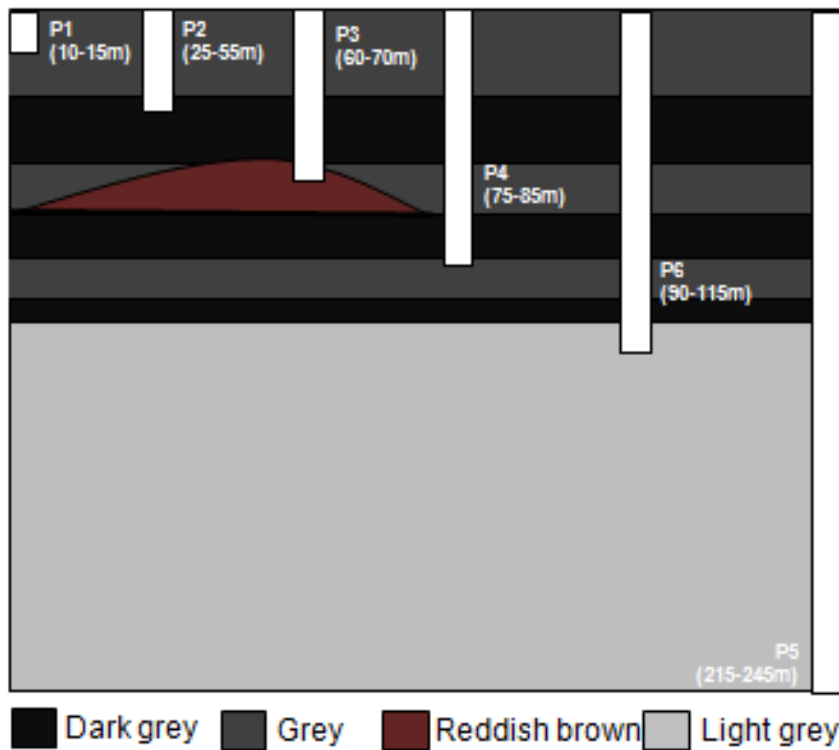 P1
(10-15m)
P2
(25-55m)
P3
(60-70m)
P4
(75-85m)
P6
(90-115m)
P5
(215-245m)
Dark grey
Grey
Reddish brown
Light grey